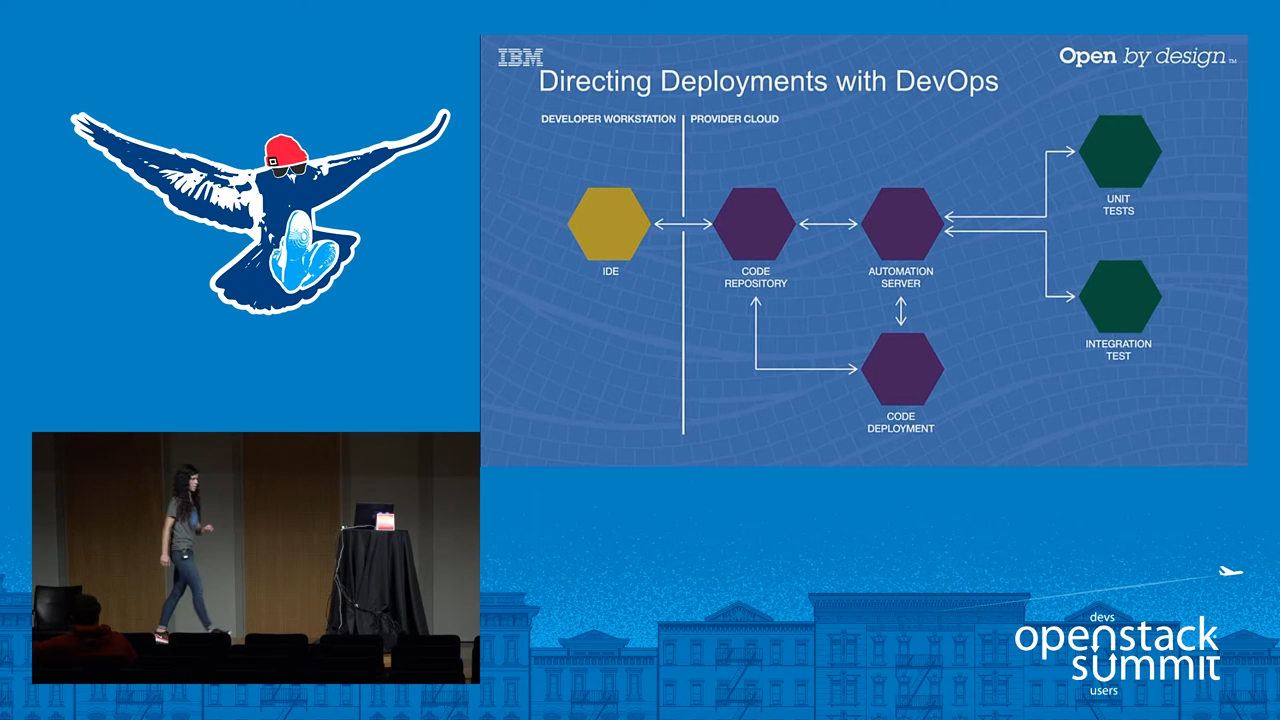 IBM
Open by design™
Directing Deployments with DevOps
DEVELOPER WORKSTATION
PROVIDER CLOUD
UNIT
TESTS
IDE
CODE
REPOSITORY
AUTOMATION
SERVER
INTEGRATION
TEST
CODE
DEPLOYMENT
devs
openstack
summit
users